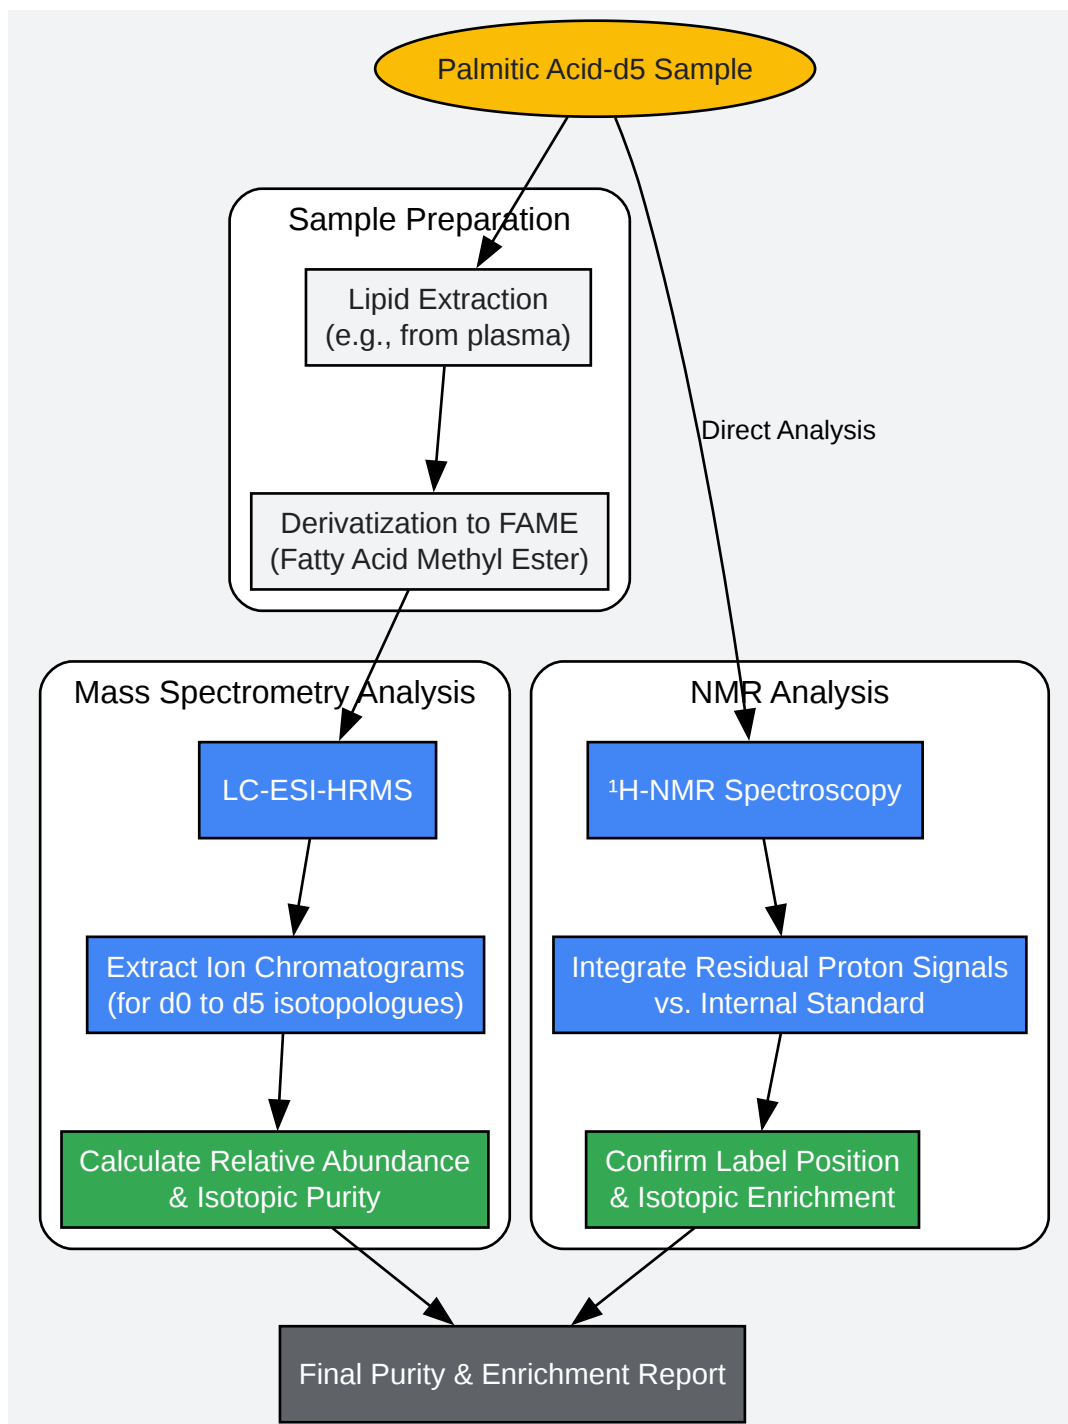 Palmitic Acid-d5 Sample
Sample Preparation
Lipid Extraction
(e.g., from plasma)
Direct Analysis
Derivatization to FAME
(Fatty Acid Methyl Ester)
Mass Spectrometry Analysis
NMR Analysis
LC-ESI-HRMS
¹H-NMR Spectroscopy
Extract Ion Chromatograms
(for d0 to d5 isotopologues)
Integrate Residual Proton Signals
vs. Internal Standard
Calculate Relative Abundance
& Isotopic Purity
Confirm Label Position
& Isotopic Enrichment
Final Purity & Enrichment Report